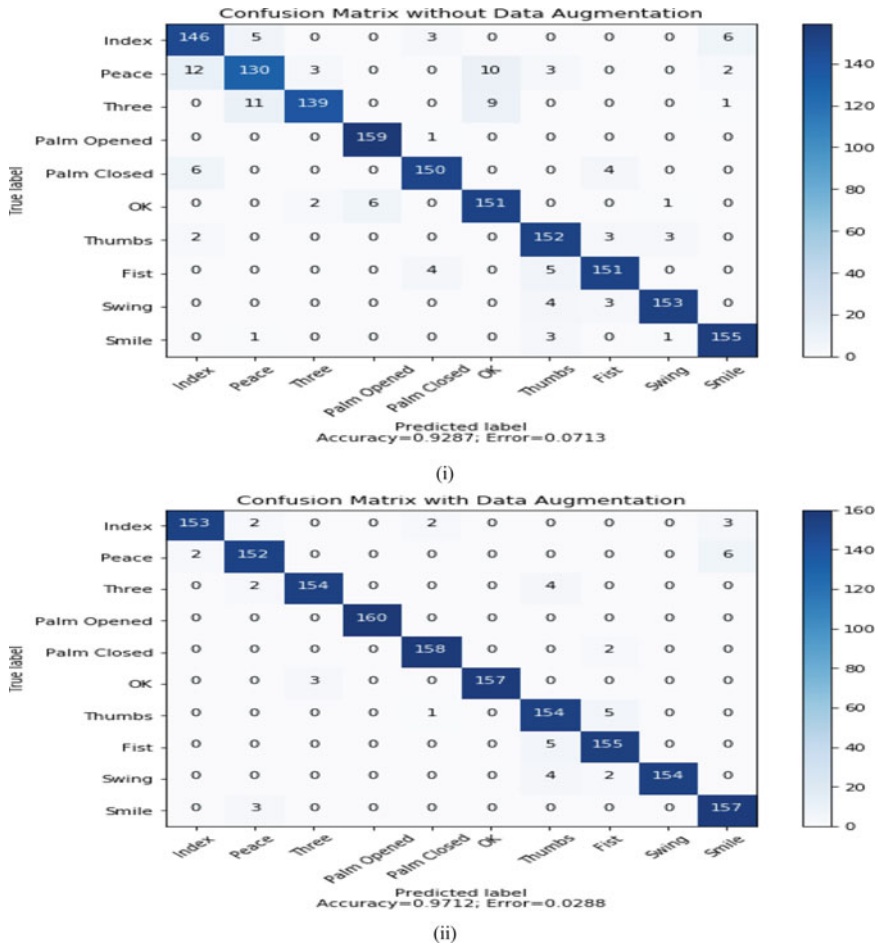 Confusion Matrix without Data Augmentation
Index 146 5 0 0 3 0 0 0 0 6
Peace 12 130 3 0 0 10 3 0 0 2
Three 0 11 139 0 0 9 0 0 0 1
Palm Opened 0 0 0 159 1 0 0 0 0 0
Palm Closed 6 0 0 0 150 0 0 4 0 0
OK 0 0 2 6 0 151 0 0 1 0
Thumbs 2 0 0 0 0 0 152 3 3 0
Fist 0 0 0 0 4 0 5 151 0 0
Swing 0 0 0 0 0 0 4 3 153 0
Smile 0 1 0 0 0 0 3 0 1 155
True label
Index Peace Three Palm Opened Palm Closed OK Thumbs Fist Swing Smile
Predicted label
Accuracy=0.9287; Error=0.0713
140
120
100
80
60
40
20
0
(i)
Confusion Matrix with Data Augmentation
Index 153 2 0 0 2 0 0 0 0 3
Peace 2 152 0 0 0 0 0 0 0 6
Three 0 2 154 0 0 0 4 0 0 0
Palm Opened 0 0 0 160 0 0 0 0 0 0
Palm Closed 0 0 0 0 158 0 0 2 0 0
OK 0 0 3 0 0 157 0 0 0 0
Thumbs 0 0 0 0 1 0 154 5 0 0
Fist 0 0 0 0 0 0 5 155 0 0
Swing 0 0 0 0 0 0 4 2 154 0
Smile 0 3 0 0 0 0 0 0 0 157
True label
Index Peace Three Palm Opened Palm Closed OK Thumbs Fist Swing Smile
Predicted label
Accuracy=0.9712; Error=0.0288
160
140
120
100
80
60
40
20
0
(ii)